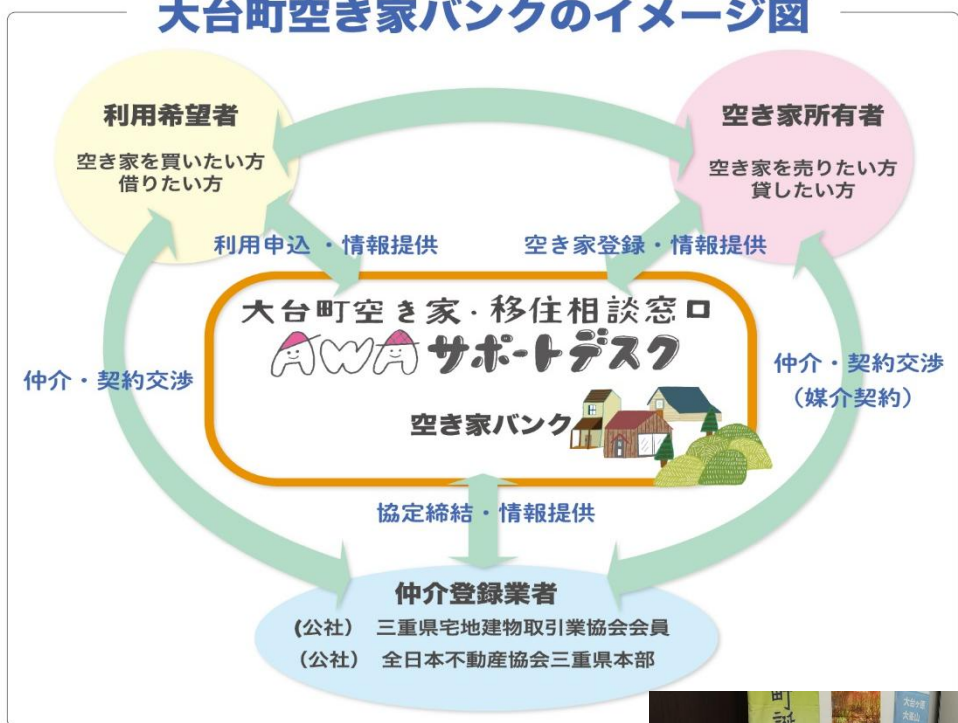 大台町空き家バンクのイメージ図
利用希望者
空き家を買いたい方
借りたい方
空き家所有者
空き家を売りたい方
貸したい方
利用申込・情報提供
空き家登録・情報提供
大台町空き家・移住相談窓口
AWAサポートデスク
空き家バンク
仲介・契約交渉
仲介・契約交渉
（媒介契約）
協定締結・情報提供
仲介登録業者
(公社)　三重県宅地建物取引業協会会員
（公社）　全日本不動産協会三重県本部
町誕
大台ケ原